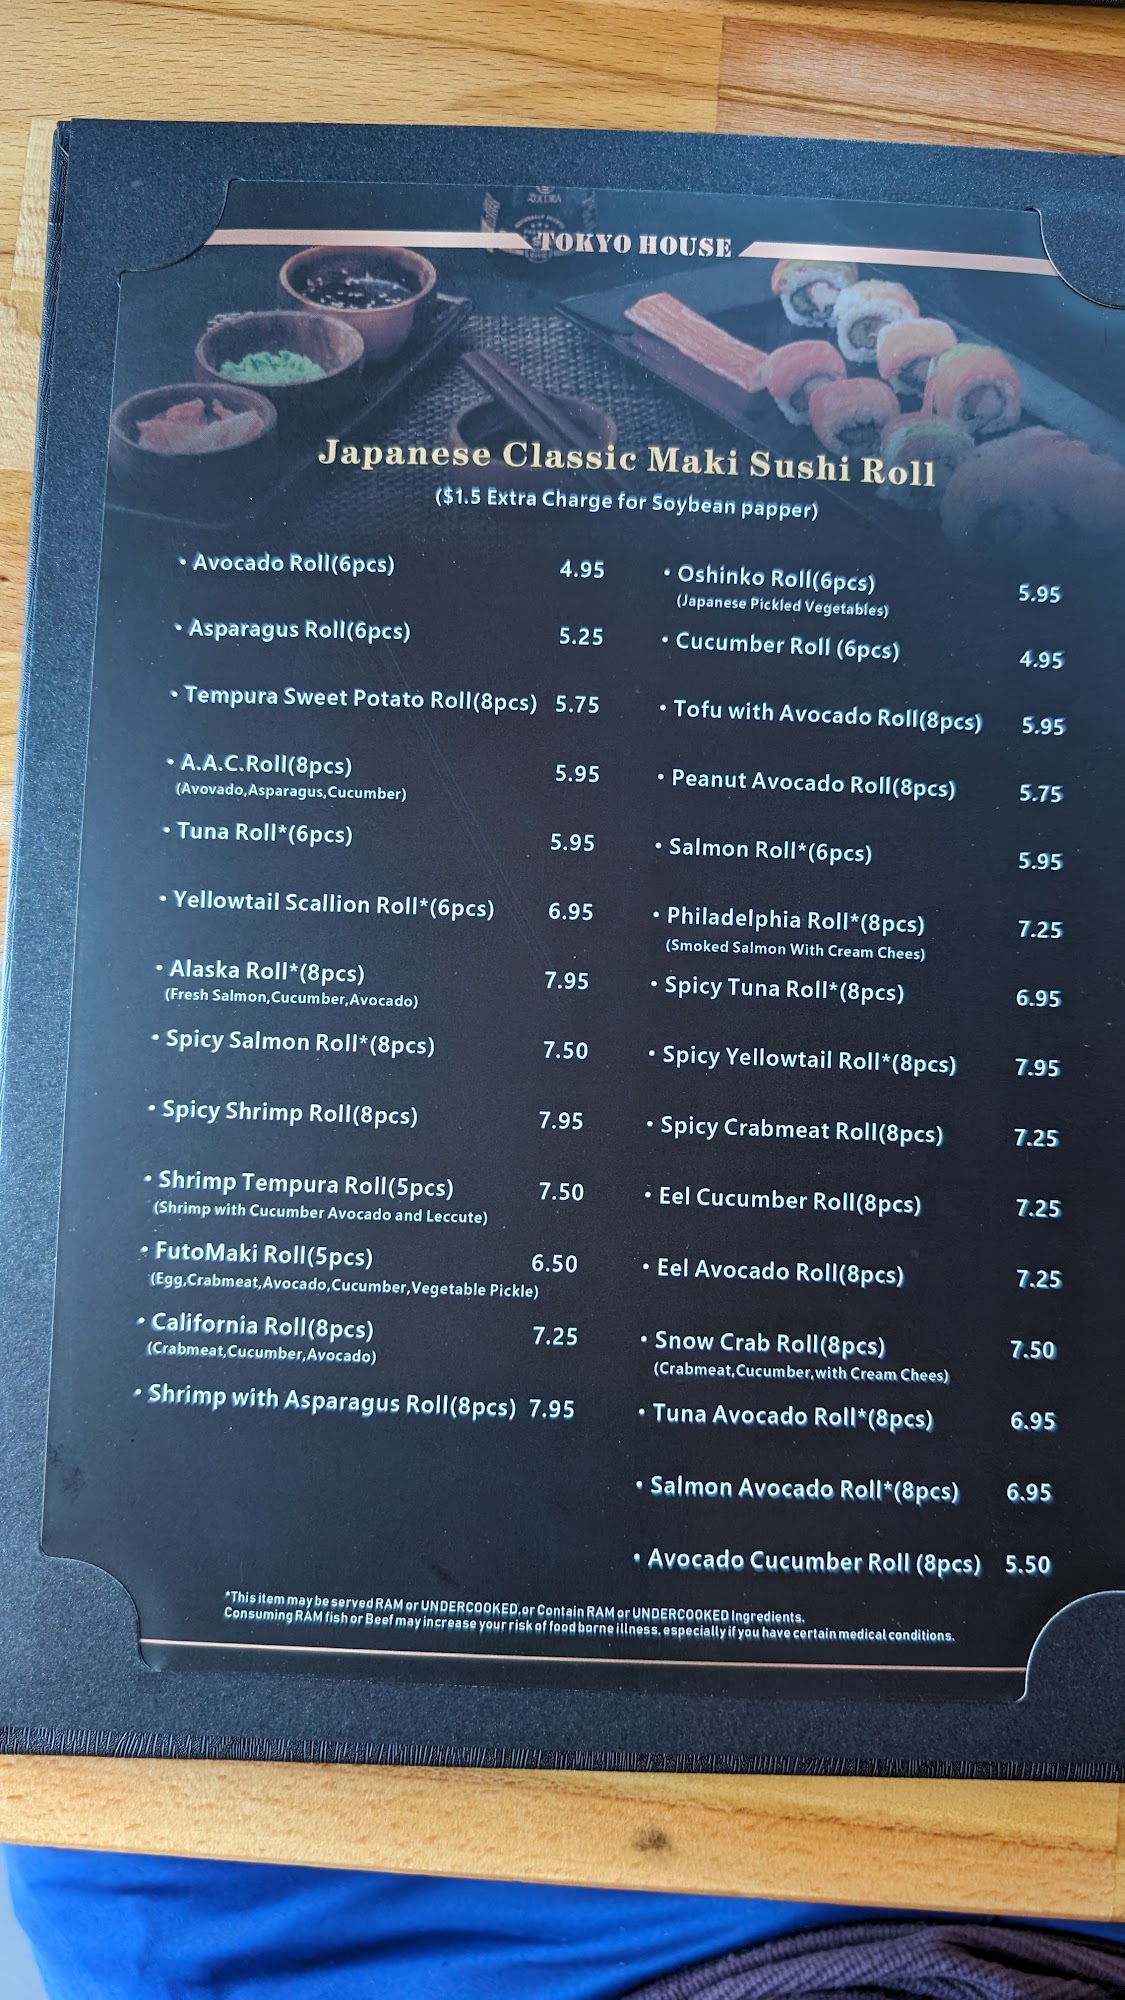 TOKYO HOUSE
Japanese Classic Maki Sushi Roll
($1.5 Extra Charge for Soybean papper)
• Avocado Roll(6pcs) 4.95
• Asparagus Roll(6pcs) 5.25
• Tempura Sweet Potato Roll(8pcs) 5.75
• A.A.C.Roll(8pcs) 5.95
(Avovado,Asparagus,Cucumber)
• Tuna Roll*(6pcs) 5.95
• Yellowtail Scallion Roll*(6pcs) 6.95
• Alaska Roll*(8pcs) 7.95
(Fresh Salmon,Cucumber,Avocado)
• Spicy Salmon Roll*(8pcs) 7.50
• Spicy Shrimp Roll(8pcs) 7.95
• Shrimp Tempura Roll(5pcs) 7.50
(Shrimp with Cucumber Avocado and Leccute)
• FutoMaki Roll(5pcs) 6.50
(Egg,Crabmeat,Avocado,Cucumber,Vegetable Pickle)
• California Roll(8pcs) 7.25
(Crabmeat,Cucumber,Avocado)
• Shrimp with Asparagus Roll(8pcs) 7.95
• Oshinko Roll(6pcs) 5.95
(Japanese Pickled Vegetables)
• Cucumber Roll (6pcs) 4.95
• Tofu with Avocado Roll(8pcs) 5.95
• Peanut Avocado Roll(8pcs) 5.75
• Salmon Roll*(6pcs) 5.95
• Philadelphia Roll*(8pcs) 7.25
(Smoked Salmon With Cream Chees)
• Spicy Tuna Roll*(8pcs) 6.95
• Spicy Yellowtail Roll*(8pcs) 7.95
• Spicy Crabmeat Roll(8pcs) 7.25
• Eel Cucumber Roll(8pcs) 7.25
• Eel Avocado Roll(8pcs) 7.25
• Snow Crab Roll(8pcs) 7.50
(Crabmeat,Cucumber,with Cream Chees)
• Tuna Avocado Roll*(8pcs) 6.95
• Salmon Avocado Roll*(8pcs) 6.95
• Avocado Cucumber Roll (8pcs) 5.50
*This item may be served RAM or UNDERCOOKED,or Contain RAM or UNDERCOOKED Ingredients.
Consuming RAM fish or Beef may increase your risk of food borne illness, especially if you have certain medical conditions.